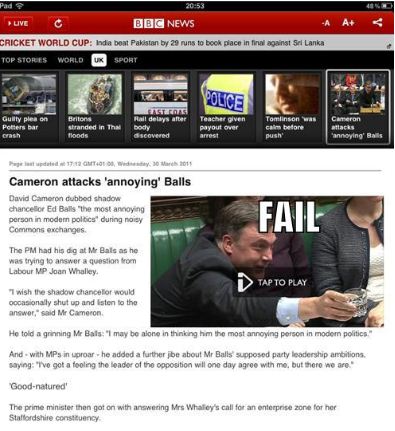 Pad
20:53
48 %
LIVE
BBC NEWS
-A A+
CRICKET WORLD CUP: India beat Pakistan by 29 runs to book place in final against Sri Lanka
TOP STORIES WORLD UK SPORT
EAST COAS
POLICE
Guilty plea on
Potters bar
crash
Britons
stranded in Thai
floods
Rail delays after
body
discovered
Teacher given
payout over
arrest
Tomlinson 'was
calm before
push'
Cameron
attacks
'annoying' Balls
Page last updated at 17:12 GMT+01:00, Wednesday, 30 March 2011
Cameron attacks 'annoying' Balls
David Cameron dubbed shadow
chancellor Ed Balls "the most annoying
person in modern politics" during noisy
Commons exchanges.
The PM had his dig at Mr Balls as he
was trying to answer a question from
Labour MP Joan Whalley.
"I wish the shadow chancellor would
occasionally shut up and listen to the
answer," said Mr Cameron.
FAIL
TAP TO PLAY
He told a grinning Mr Balls: "I may be alone in thinking him the most annoying person in modern politics."
And - with MPs in uproar - he added a further jibe about Mr Balls' supposed party leadership ambitions,
saying: "I've got a feeling the leader of the opposition will one day agree with me, but there we are."
'Good-natured'
The prime minister then got on with answering Mrs Whalley's call for an enterprize zone for her
Staffordshire constituency.